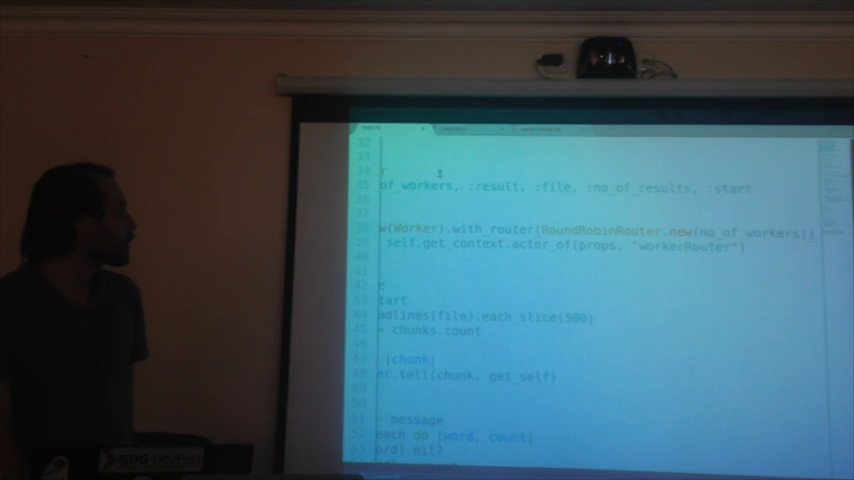 32
33
34 r
35 of_workers, :result, :file, :no_of_results, :start
36
38 w(Worker).with_router(RoundRobinRouter.new(no_of_workers))
39 self.get_context.actor_of(props, "workerRouter")
40
41
42 e
43 tart
44 adlines(file).each_slice(500)
45 = chunks.count
46
47 |chunk|
48 er.tell(chunk, get_self)
49
50
51 = message
52 each do |word, count|
53 ord].nil?
GDG DevFest